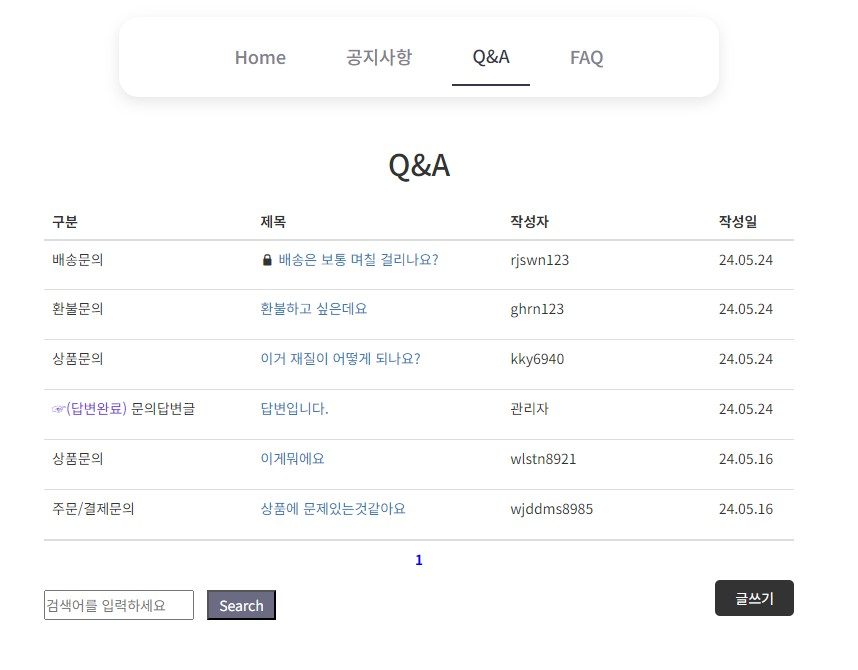 Home 공지사항 Q&A FAQ
Q&A
구분 제목 작성자 작성일
배송문의 배송은 보통 며칠 걸리나요? rjswn123 24.05.24
환불문의 환불하고 싶은데요 ghrn123 24.05.24
상품문의 이거 재질이 어떻게 되나요? kky6940 24.05.24
☞(답변완료) 문의답변글 답변입니다. 관리자 24.05.24
상품문의 이게뭐에요 wlstn8921 24.05.16
주문/결제문의 상품에 문제있는것같아요 wjddms8985 24.05.16
1
검색어를 입력하세요 Search 글쓰기